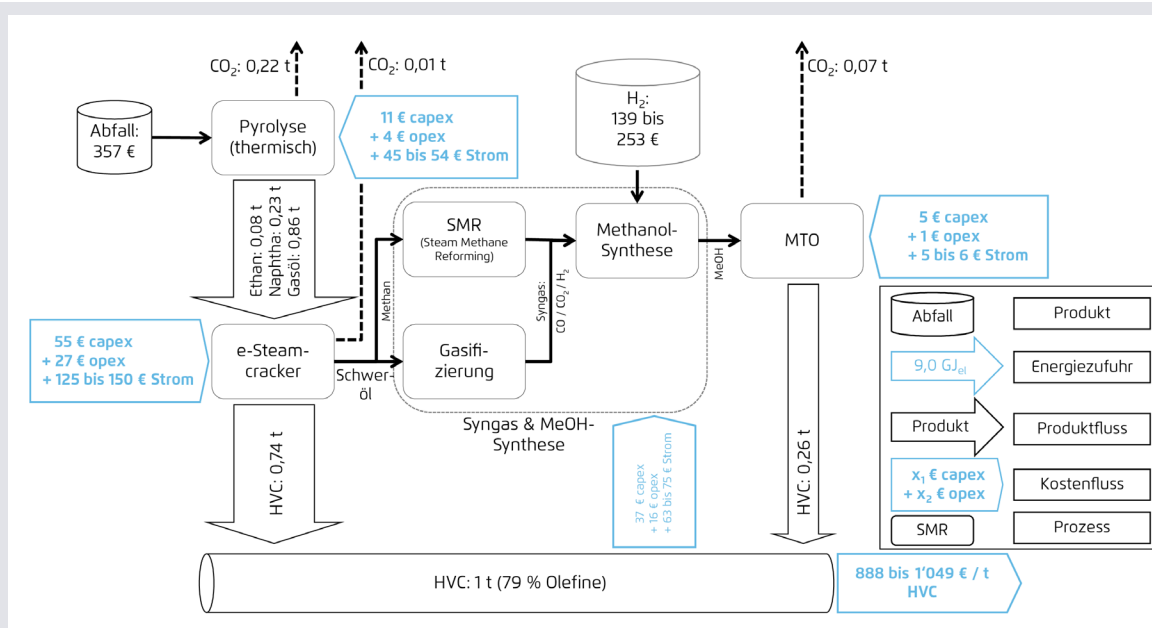 CO₂: 0,22 t
CO₂: 0,01 t
CO₂: 0,07 t
Abfall:
357 €
Pyrolyse
(thermisch)
11 € capex
+ 4 € opex
+ 45 bis 54 € Strom
H₂:
139 bis
253 €
Ethan: 0,08 t
Naphtha: 0,23 t
Gasöl: 0,86 t
SMR
(Steam Methane
Reforming)
Methanol-
Synthese
MeOH
MTO
5 € capex
+ 1 € opex
+ 5 bis 6 € Strom
Methan
Syngas:
CO / CO₂ / H₂
55 € capex
+ 27 € opex
+ 125 bis 150 € Strom
e-Steam-
cracker
Schwer-
öl
Gasifi-
zierung
Syngas & MeOH-
Synthese
37 € capex
+ 16 € opex
+ 63 bis 75 € Strom
HVC: 0,74 t
HVC: 0,26 t
Abfall
Produkt
9,0 GJₑₗ
Energiezufuhr
Produkt
Produktfluss
x₁ € capex
+ x₂ € opex
Kostenfluss
SMR
Prozess
HVC: 1 t (79 % Olefine)
888 bis 1'049 € / t
HVC